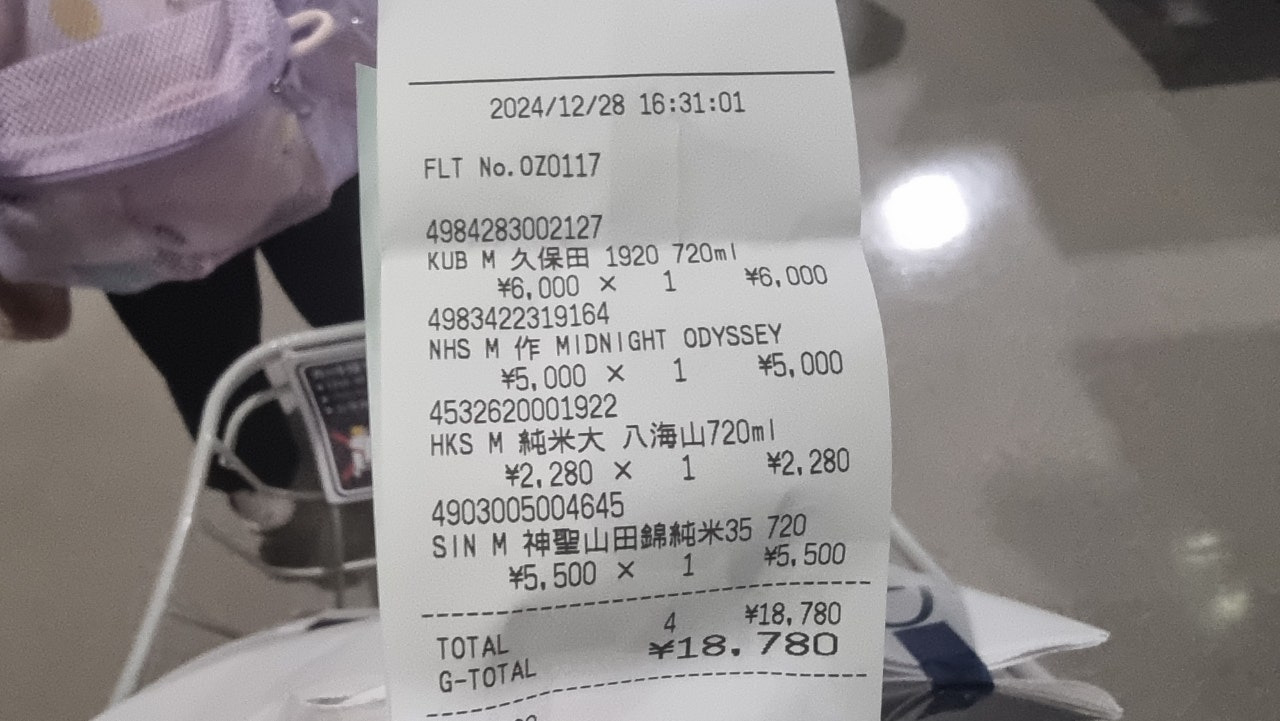 2024/12/28 16:31:01
FLT No.OZ0117
4984283002127
KUB M 久保田 1920 720ml
¥6,000 × 1 ¥6,000
4983422319164
NHS M 作 MIDNIGHT ODYSSEY
¥5,000 × 1 ¥5,000
4532620001922
HKS M 純米大 八海山720ml
¥2,280 × 1 ¥2,280
4903005004645
SIN M 神聖山田錦純米35 720
¥5,500 × 1 ¥5,500
TOTAL 4 ¥18,780
G-TOTAL ¥18,780